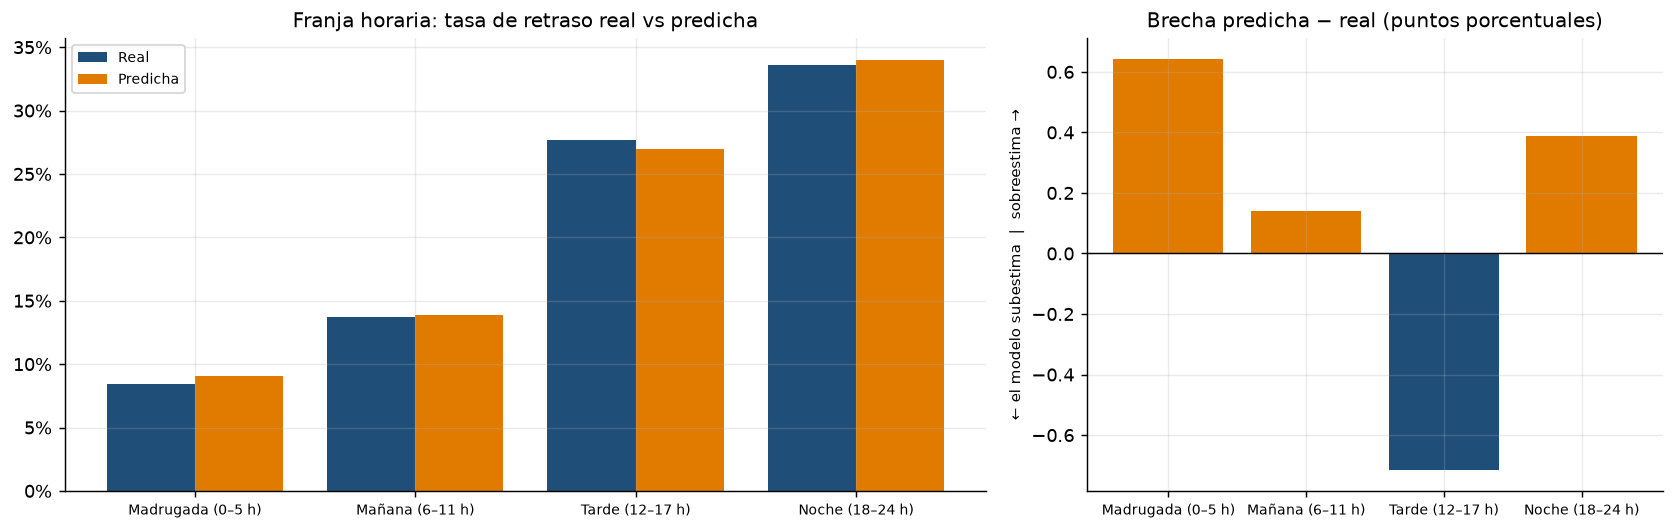 Franja horaria: tasa de retraso real vs predicha
Real
Predicha
35%
30%
25%
20%
15%
10%
5%
0%
Madrugada (0–5 h)
Mañana (6–11 h)
Tarde (12–17 h)
Noche (18–24 h)
Brecha predicha − real (puntos porcentuales)
← el modelo subestima | sobreestima →
0.6
0.4
0.2
0.0
−0.2
−0.4
−0.6
Madrugada (0–5 h)
Mañana (6–11 h)
Tarde (12–17 h)
Noche (18–24 h)